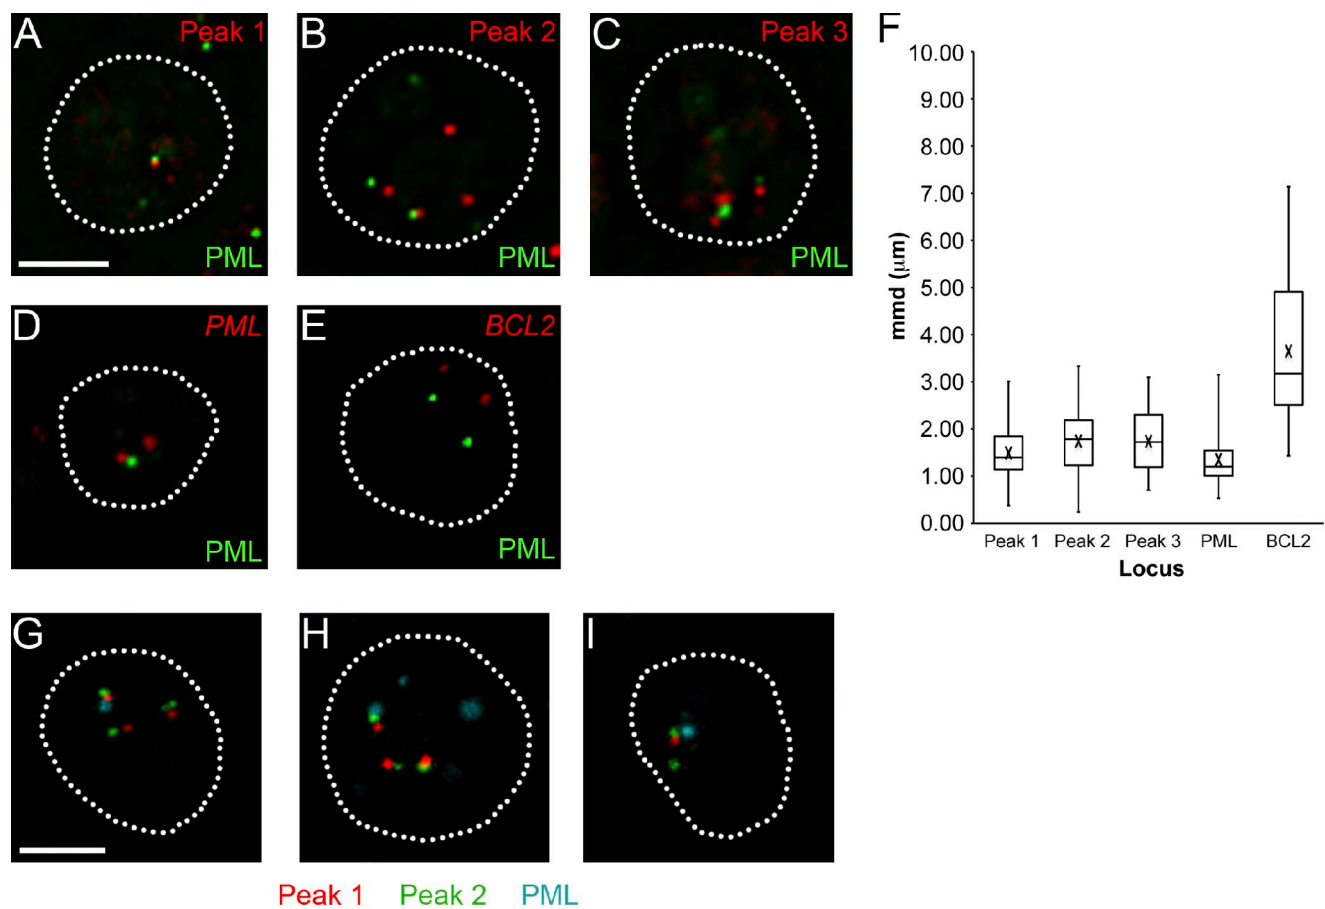 A Peak 1
PML
B Peak 2
PML
C Peak 3
PML
D PML
PML
E BCL2
PML
F
10.00
9.00
8.00
7.00
6.00
5.00
4.00
3.00
2.00
1.00
0.00
mmd (μm)
Peak 1 Peak 2 Peak 3 PML BCL2
Locus
G
H
I
Peak 1 Peak 2 PML